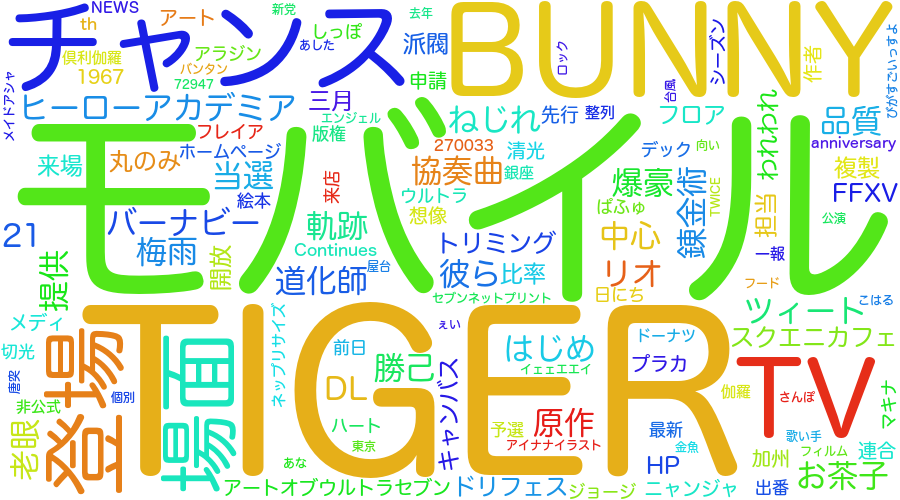 チャンス
BUNNY
モバイル
TIGER
TV
登場
場面
NEWS
th
アート
新党
しっぽ
去年
倶利伽羅
1967
アラジン
あした
派閥
バンタン
72947
申請
メイドアシャ
ヒーローアカデミア
三月
エンジェル
版権
ねじれ
先行
整列
ロック
台風
シーズン
作者
ひがすごいっすよ
フロア
品質
フレイア
270033
清光
デック
向い
われわれ
anniversary
来場
丸のみ
ホームページ
当選
来店
協奏曲
銀座
爆豪
錬金術
TWICE
複製
FFXV
絵本
ウルトラ
想像
ぱふゅ
担当
公演
21
バーナビー
軌跡
Continues
トリミング
中心
一報
梅雨
開放
道化師
屋台
彼ら
比率
リオ
フード
提供
日にち
こはる
セブンネットプリント
メディ
ネップリサイズ
ぇい
はじめ
ドーナツ
ツィート
スクエニカフェ
切光
前日
勝己
イェェエエイ
プラカ
唐突
個別
DL
キャンバス
伽羅
さんぽ
マキナ
非公式
ハート
予選
原作
最新
歌い手
老眼
東京
アイナナイラスト
金魚
フィルム
連合
あな
HP
加州
お茶子
アートオブウルトラセブン
ドリフェス
ジョージ
ニャンジャ
出番